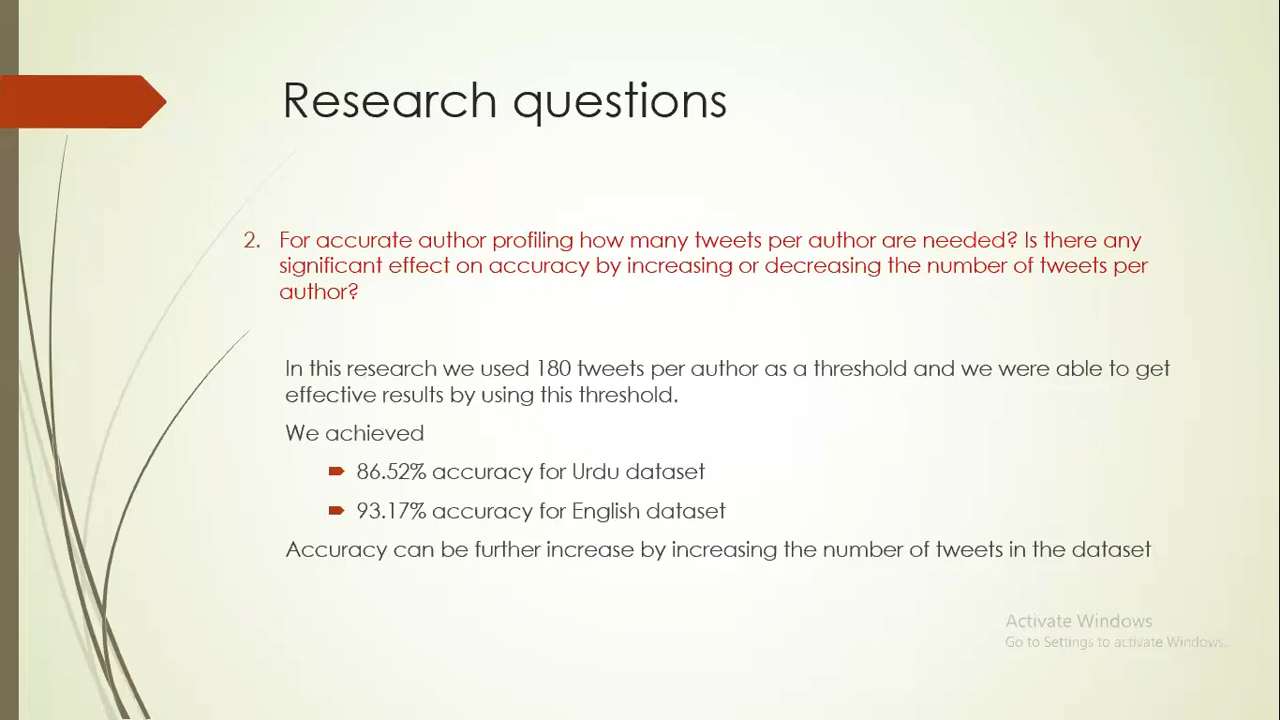 Research questions
2. For accurate author profiling how many tweets per author are needed? Is there any
significant effect on accuracy by increasing or decreasing the number of tweets per
author?
In this research we used 180 tweets per author as a threshold and we were able to get
effective results by using this threshold.
We achieved
86.52% accuracy for Urdu dataset
93.17% accuracy for English dataset
Accuracy can be further increase by increasing the number of tweets in the dataset
Activate Windows
Go to Settings to activate Windows.